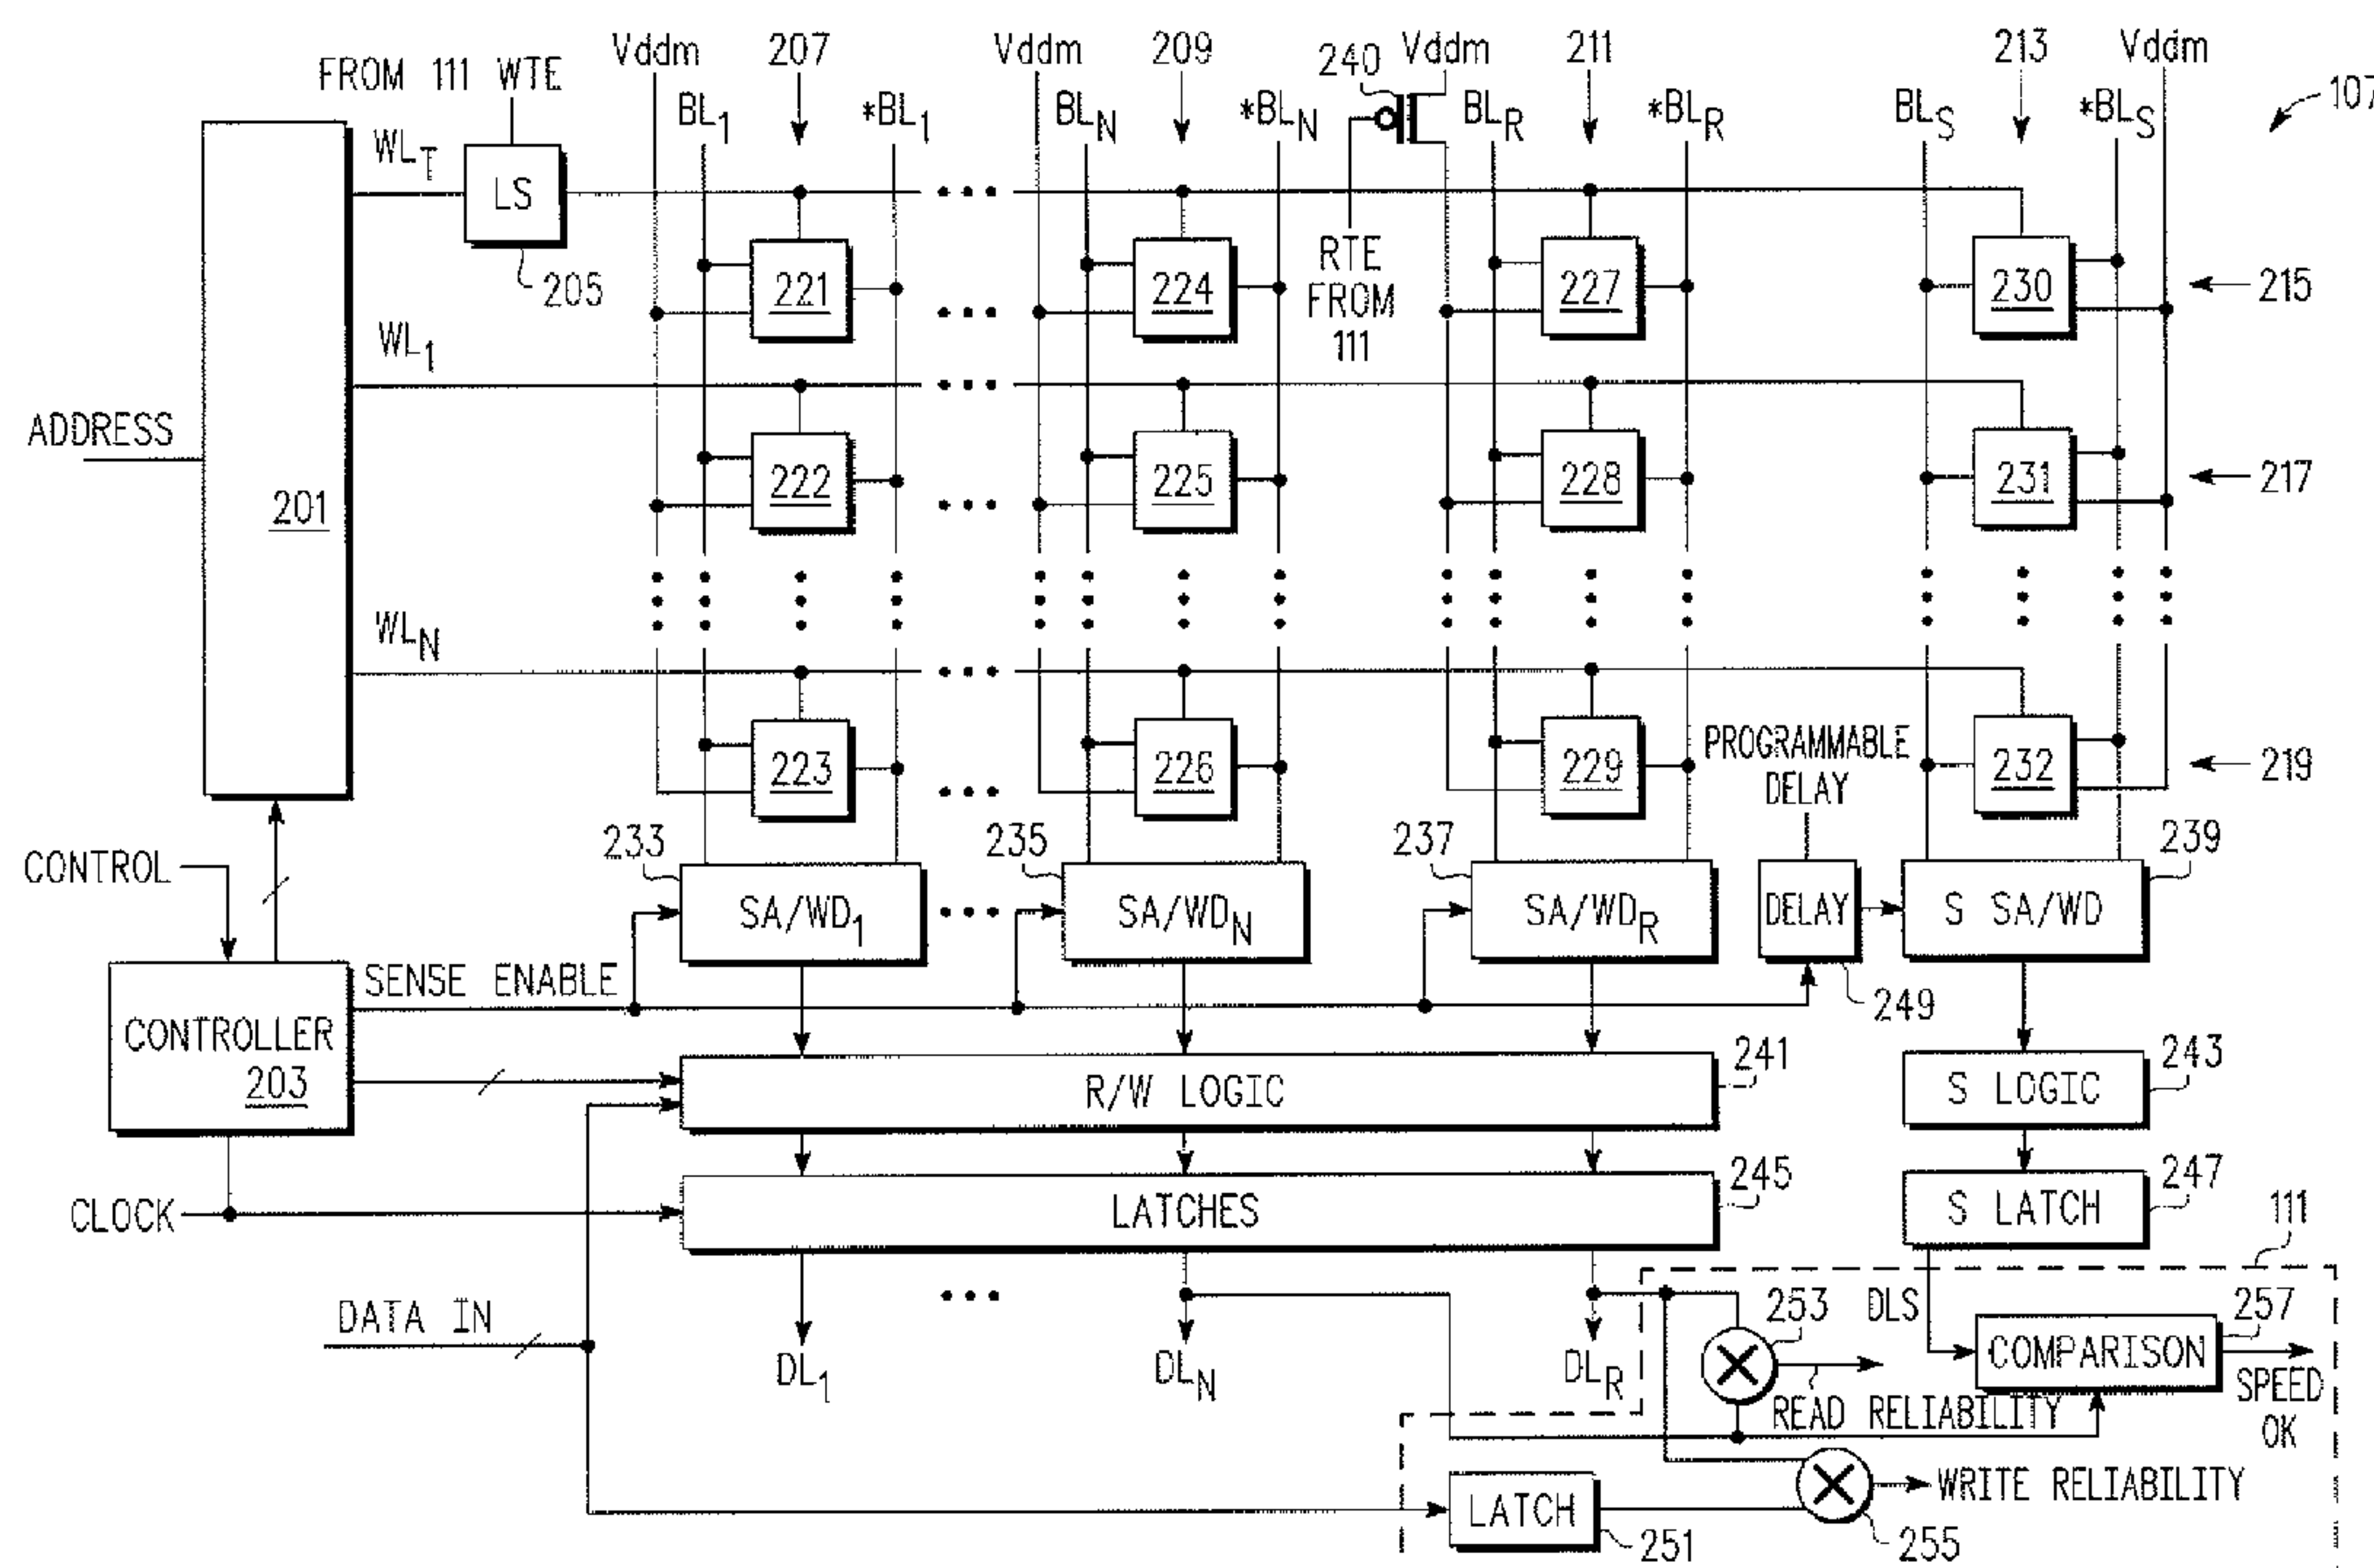 Vddm 207 Vddm 209 240 Vddm 211 213 Vddm
FROM 111 WTE
BL1 *BL1 BLN *BLN BLR *BLR BLS *BLS 107
WLT
LS
205
RTE
FROM
111
221 224 227 230 215
WL1
ADDRESS
201
222 225 228 231 217
WLN
223 226 229 232 219
PROGRAMMABLE
DELAY
CONTROL
233 235 237 239
SA/WD1 SA/WDN SA/WDR DELAY S SA/WD
249
SENSE ENABLE
CONTROLLER
203
R/W LOGIC 241 S LOGIC 243
CLOCK
LATCHES 245 S LATCH 247
111
DATA IN
DL1 DLN DLR
253 DLS 257
COMPARISON
SPEED
OK
READ RELIABILITY
LATCH
251
WRITE RELIABILITY
255